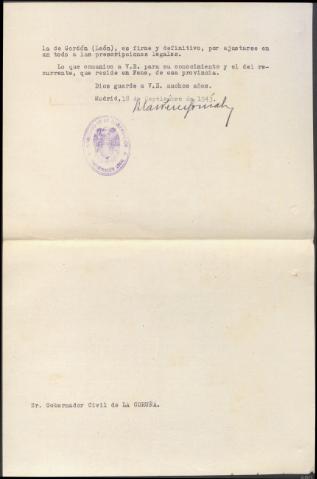 la de Gordón (León), es firme y definitivo, por ajustarse en
un todo a las prescripciones legales.
Lo que comunico a V.E. para su conocimiento y el del re-
currente, que reside en Fene, de esa provincia.
Dios guarde a V.E. muchos años.
Madrid, 18 de Septiembre de 1943.
Sr. Gobernador Civil de LA CORUÑA.